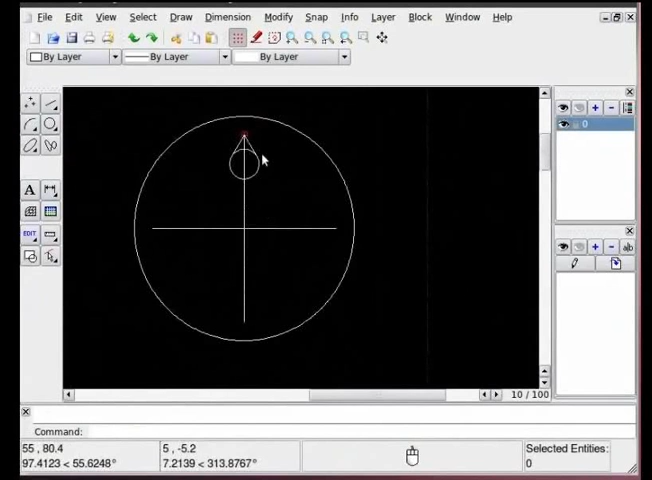 File Edit View Select Draw Dimension Modify Snap Info Layer Block Window Help
By Layer By Layer By Layer
0
A
EDIT
ab
10 / 100
Command:
55 , 80.4 5 , -5.2 Selected Entities:
97.4123 < 55.6248° 7.2139 < 313.8767° 0